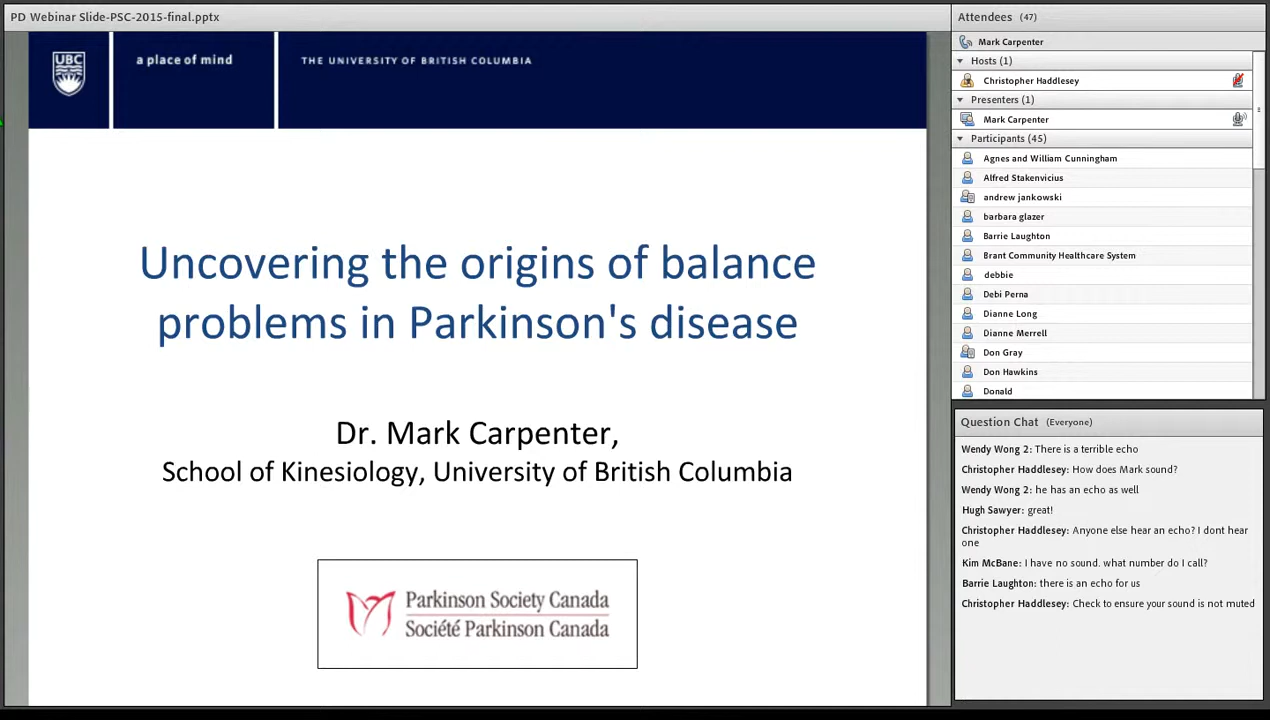 PD Webinar Slide-PSC-2015-final.pptx
UBC
a place of mind
THE UNIVERSITY OF BRITISH COLUMBIA
Uncovering the origins of balance
problems in Parkinson's disease
Dr. Mark Carpenter,
School of Kinesiology, University of British Columbia
Parkinson Society Canada
Société Parkinson Canada
Attendees (47)
Mark Carpenter
Hosts (1)
Christopher Haddlesey
Presenters (1)
Mark Carpenter
Participants (45)
Agnes and William Cunningham
Alfred Stakenvicius
andrew jankowski
barbara glazer
Barrie Laughton
Brant Community Healthcare System
debbie
Debi Perna
Dianne Long
Dianne Merrell
Don Gray
Don Hawkins
Donald
Question Chat (Everyone)
Wendy Wong 2: There is a terrible echo
Christopher Haddlesey: How does Mark sound?
Wendy Wong 2: he has an echo as well
Hugh Sawyer: great!
Christopher Haddlesey: Anyone else hear an echo? I dont hear
one
Kim McBane: I have no sound. what number do I call?
Barrie Laughton: there is an echo for us
Christopher Haddlesey: Check to ensure your sound is not muted